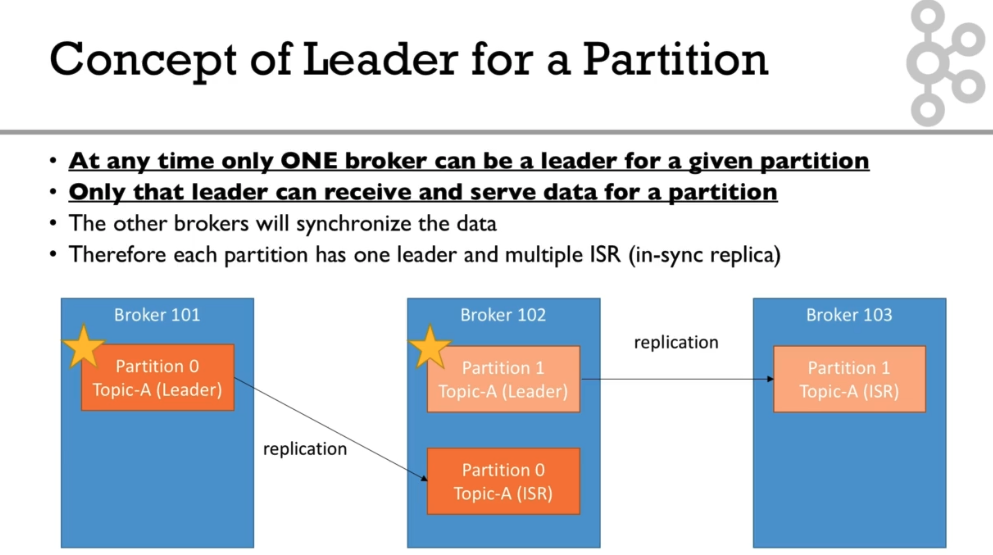 Concept of Leader for a Partition
• At any time only ONE broker can be a leader for a given partition
• Only that leader can receive and serve data for a partition
• The other brokers will synchronize the data
• Therefore each partition has one leader and multiple ISR (in-sync replica)
Broker 101
Partition 0
Topic-A (Leader)
replication
Broker 102
Partition 1
Topic-A (Leader)
Partition 0
Topic-A (ISR)
replication
Broker 103
Partition 1
Topic-A (ISR)